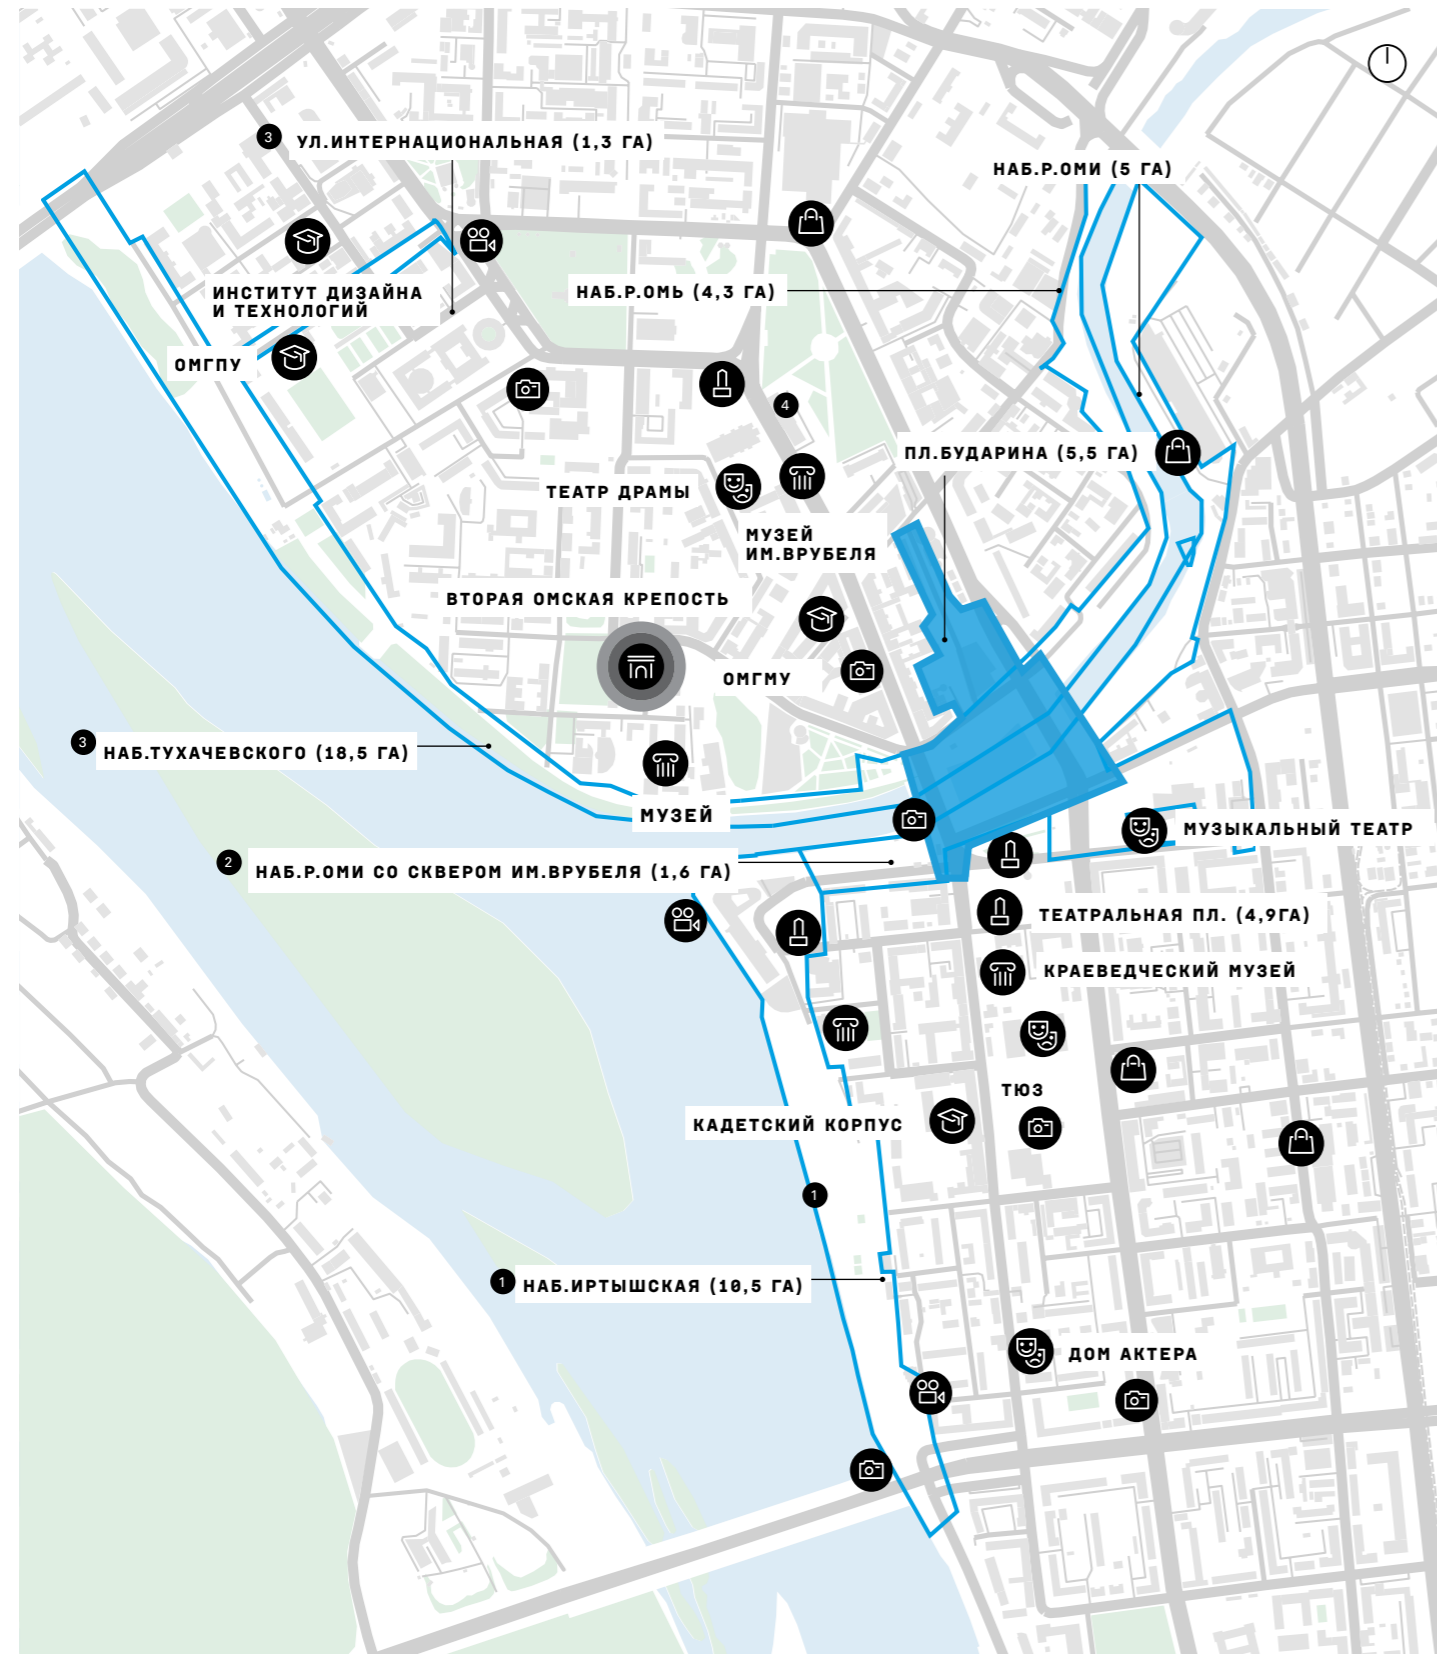 3 УЛ.ИНТЕРНАЦИОНАЛЬНАЯ (1,3 ГА)
НАБ.Р.ОМИ (5 ГА)
ИНСТИТУТ ДИЗАЙНА
И ТЕХНОЛОГИЙ
НАБ.Р.ОМЬ (4,3 ГА)
ОМГПУ
4
ПЛ.БУДАРИНА (5,5 ГА)
ТЕАТР ДРАМЫ
МУЗЕЙ
ИМ.ВРУБЕЛЯ
ВТОРАЯ ОМСКАЯ КРЕПОСТЬ
ОМГМУ
3 НАБ.ТУХАЧЕВСКОГО (18,5 ГА)
МУЗЕЙ
МУЗЫКАЛЬНЫЙ ТЕАТР
2 НАБ.Р.ОМИ СО СКВЕРОМ ИМ.ВРУБЕЛЯ (1,6 ГА)
ТЕАТРАЛЬНАЯ ПЛ. (4,9ГА)
КРАЕВЕДЧЕСКИЙ МУЗЕЙ
ТЮЗ
КАДЕТСКИЙ КОРПУС
1
1 НАБ.ИРТЫШСКАЯ (10,5 ГА)
ДОМ АКТЕРА